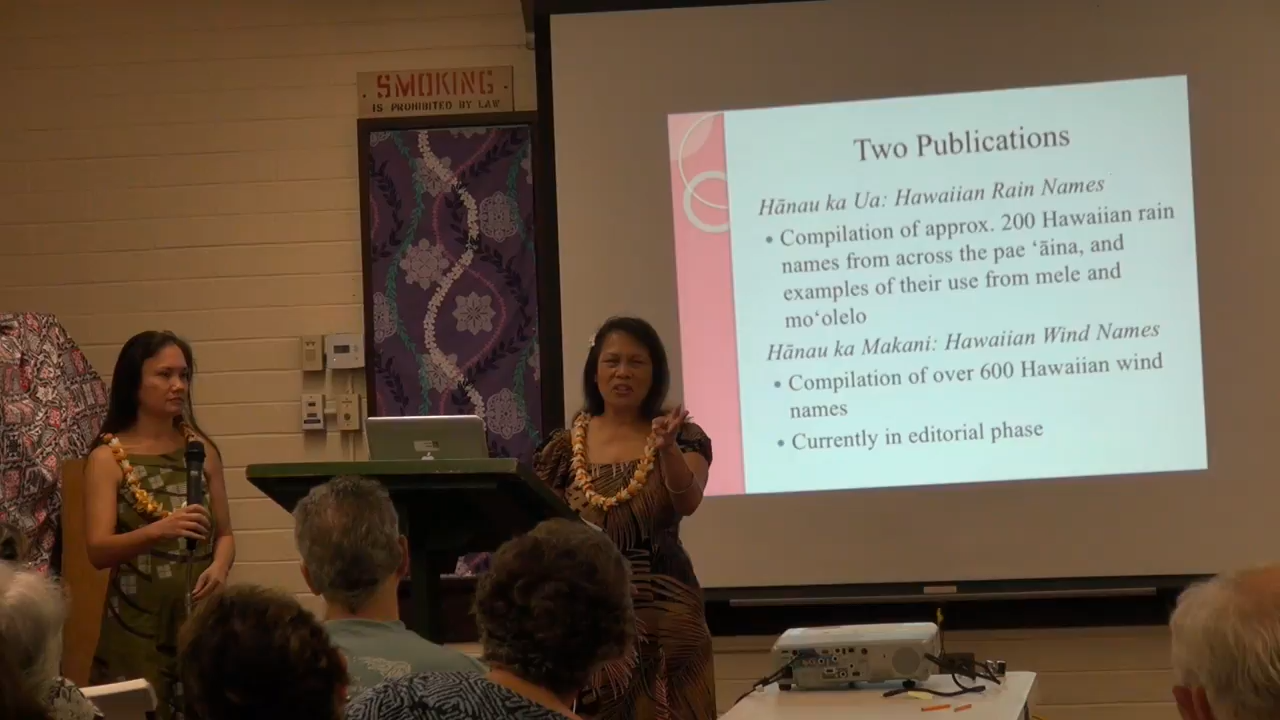 SMOKING
IS PROHIBITED BY LAW
Two Publications
Hānau ka Ua: Hawaiian Rain Names
• Compilation of approx. 200 Hawaiian rain
names from across the pae ʻāina, and
examples of their use from mele and
moʻolelo
Hānau ka Makani: Hawaiian Wind Names
• Compilation of over 600 Hawaiian wind
names
• Currently in editorial phase